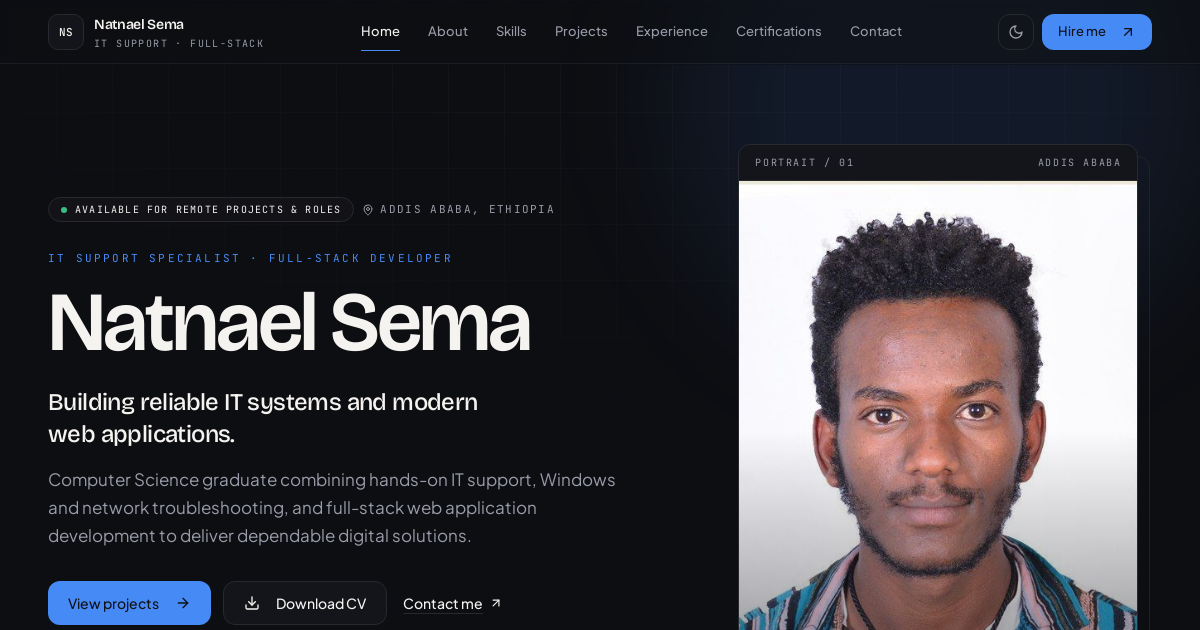 NS
Natnael Sema
IT SUPPORT · FULL-STACK
Home
About
Skills
Projects
Experience
Certifications
Contact
Hire me
PORTRAIT / 01
ADDIS ABABA
AVAILABLE FOR REMOTE PROJECTS & ROLES
ADDIS ABABA, ETHIOPIA
IT SUPPORT SPECIALIST · FULL-STACK DEVELOPER
Natnael Sema
Building reliable IT systems and modern
web applications.
Computer Science graduate combining hands-on IT support, Windows
and network troubleshooting, and full-stack web application
development to deliver dependable digital solutions.
View projects
Download CV
Contact me